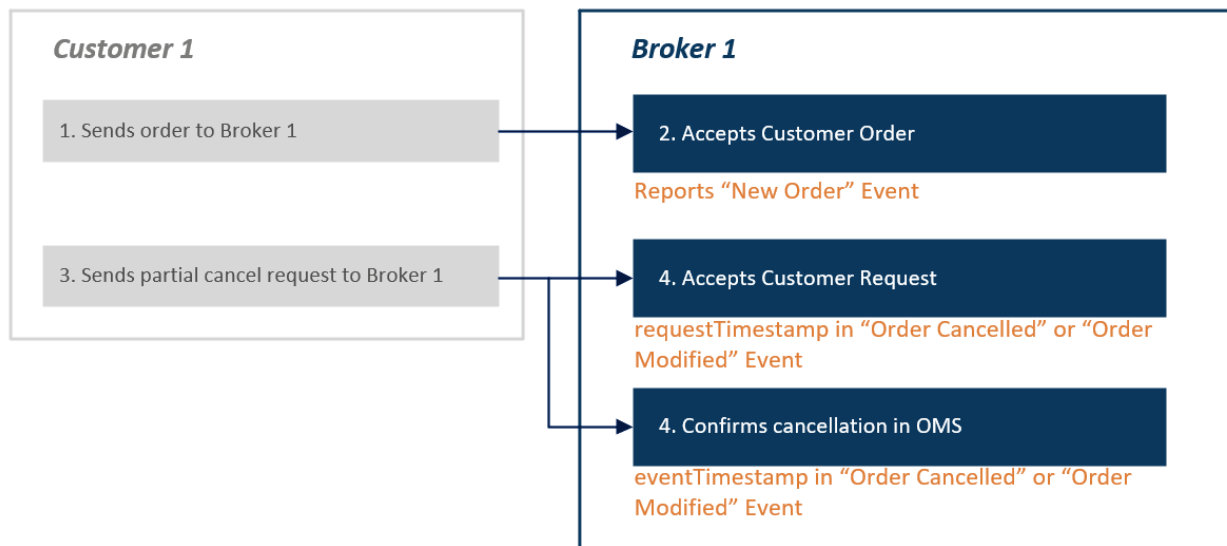 Customer 1
Broker 1
1. Sends order to Broker 1
2. Accepts Customer Order
Reports “New Order” Event
3. Sends partial cancel request to Broker 1
4. Accepts Customer Request
requestTimestamp in “Order Cancelled” or “Order
Modified” Event
4. Confirms cancellation in OMS
eventTimestamp in “Order Cancelled” or “Order
Modified” Event